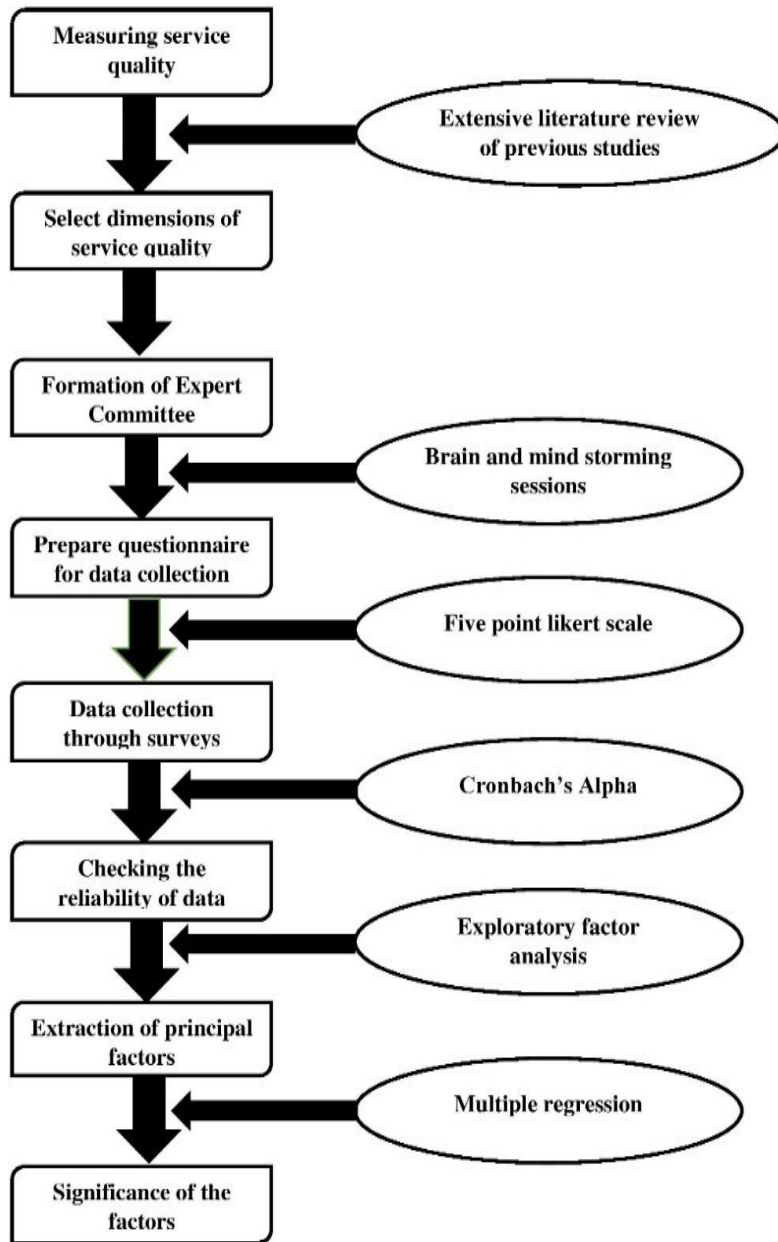 Measuring service
quality
Extensive literature review
of previous studies
Select dimensions of
service quality
Formation of Expert
Committee
Brain and mind storming
sessions
Prepare questionnaire
for data collection
Five point likert scale
Data collection
through surveys
Cronbach's Alpha
Checking the
reliability of data
Exploratory factor
analysis
Extraction of principal
factors
Multiple regression
Significance of the
factors